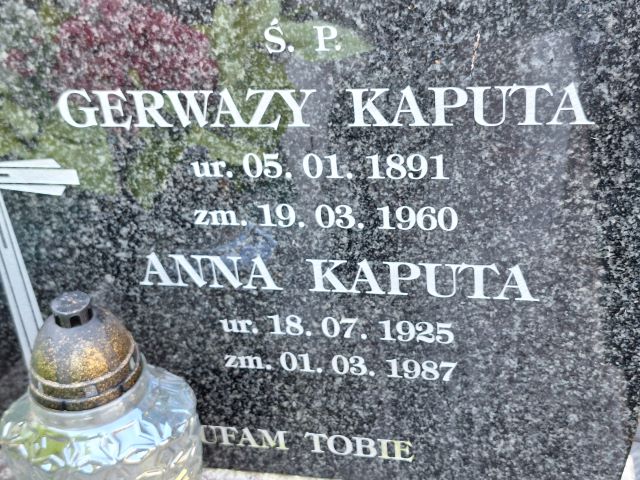 Ś. P.
GERWAZY KAPUTA
ur. 05. 01. 1891
zm. 19. 03. 1960
ANNA KAPUTA
ur. 18. 07. 1925
zm. 01. 03. 1987
UFAM TOBIE